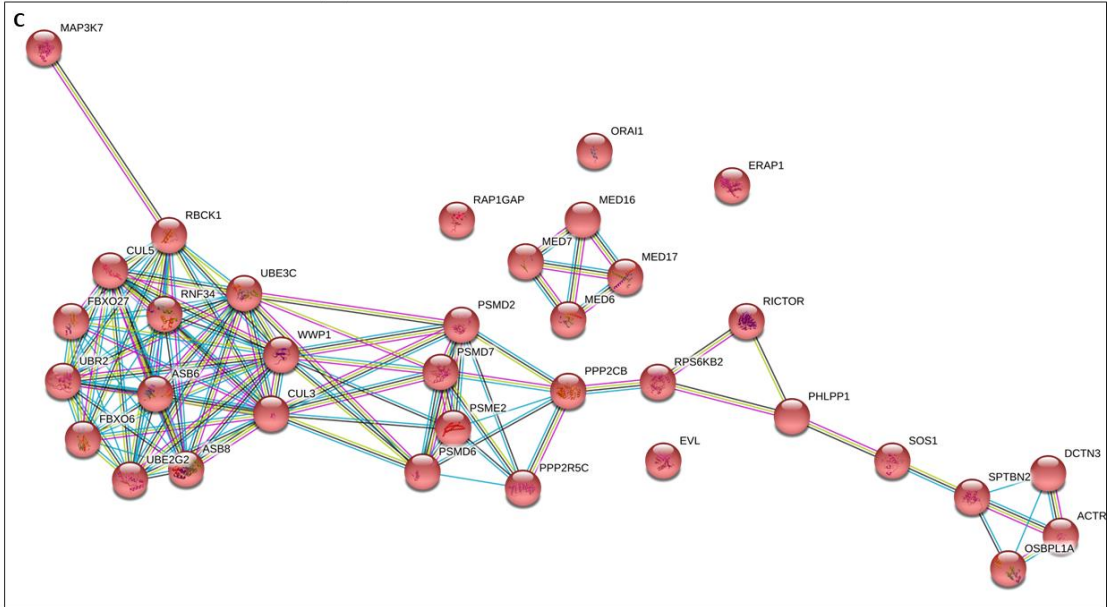 C
MAP3K7
ORAI1
ERAP1
RAP1GAP
MED16
RBCK1
MED7
CUL5
MED17
UBE3C
RNF34
FBXO27
MED6
RICTOR
PSMD2
WWP1
PSMD7
UBR2
ASB6
PPP2CB
RPS6KB2
CUL3
PSME2
PHLPP1
FBXO6
EVL
ASB8
SOS1
PSMD6
UBE2G2
DCTN3
PPP2R5C
SPTBN2
ACTR
OSBPL1A